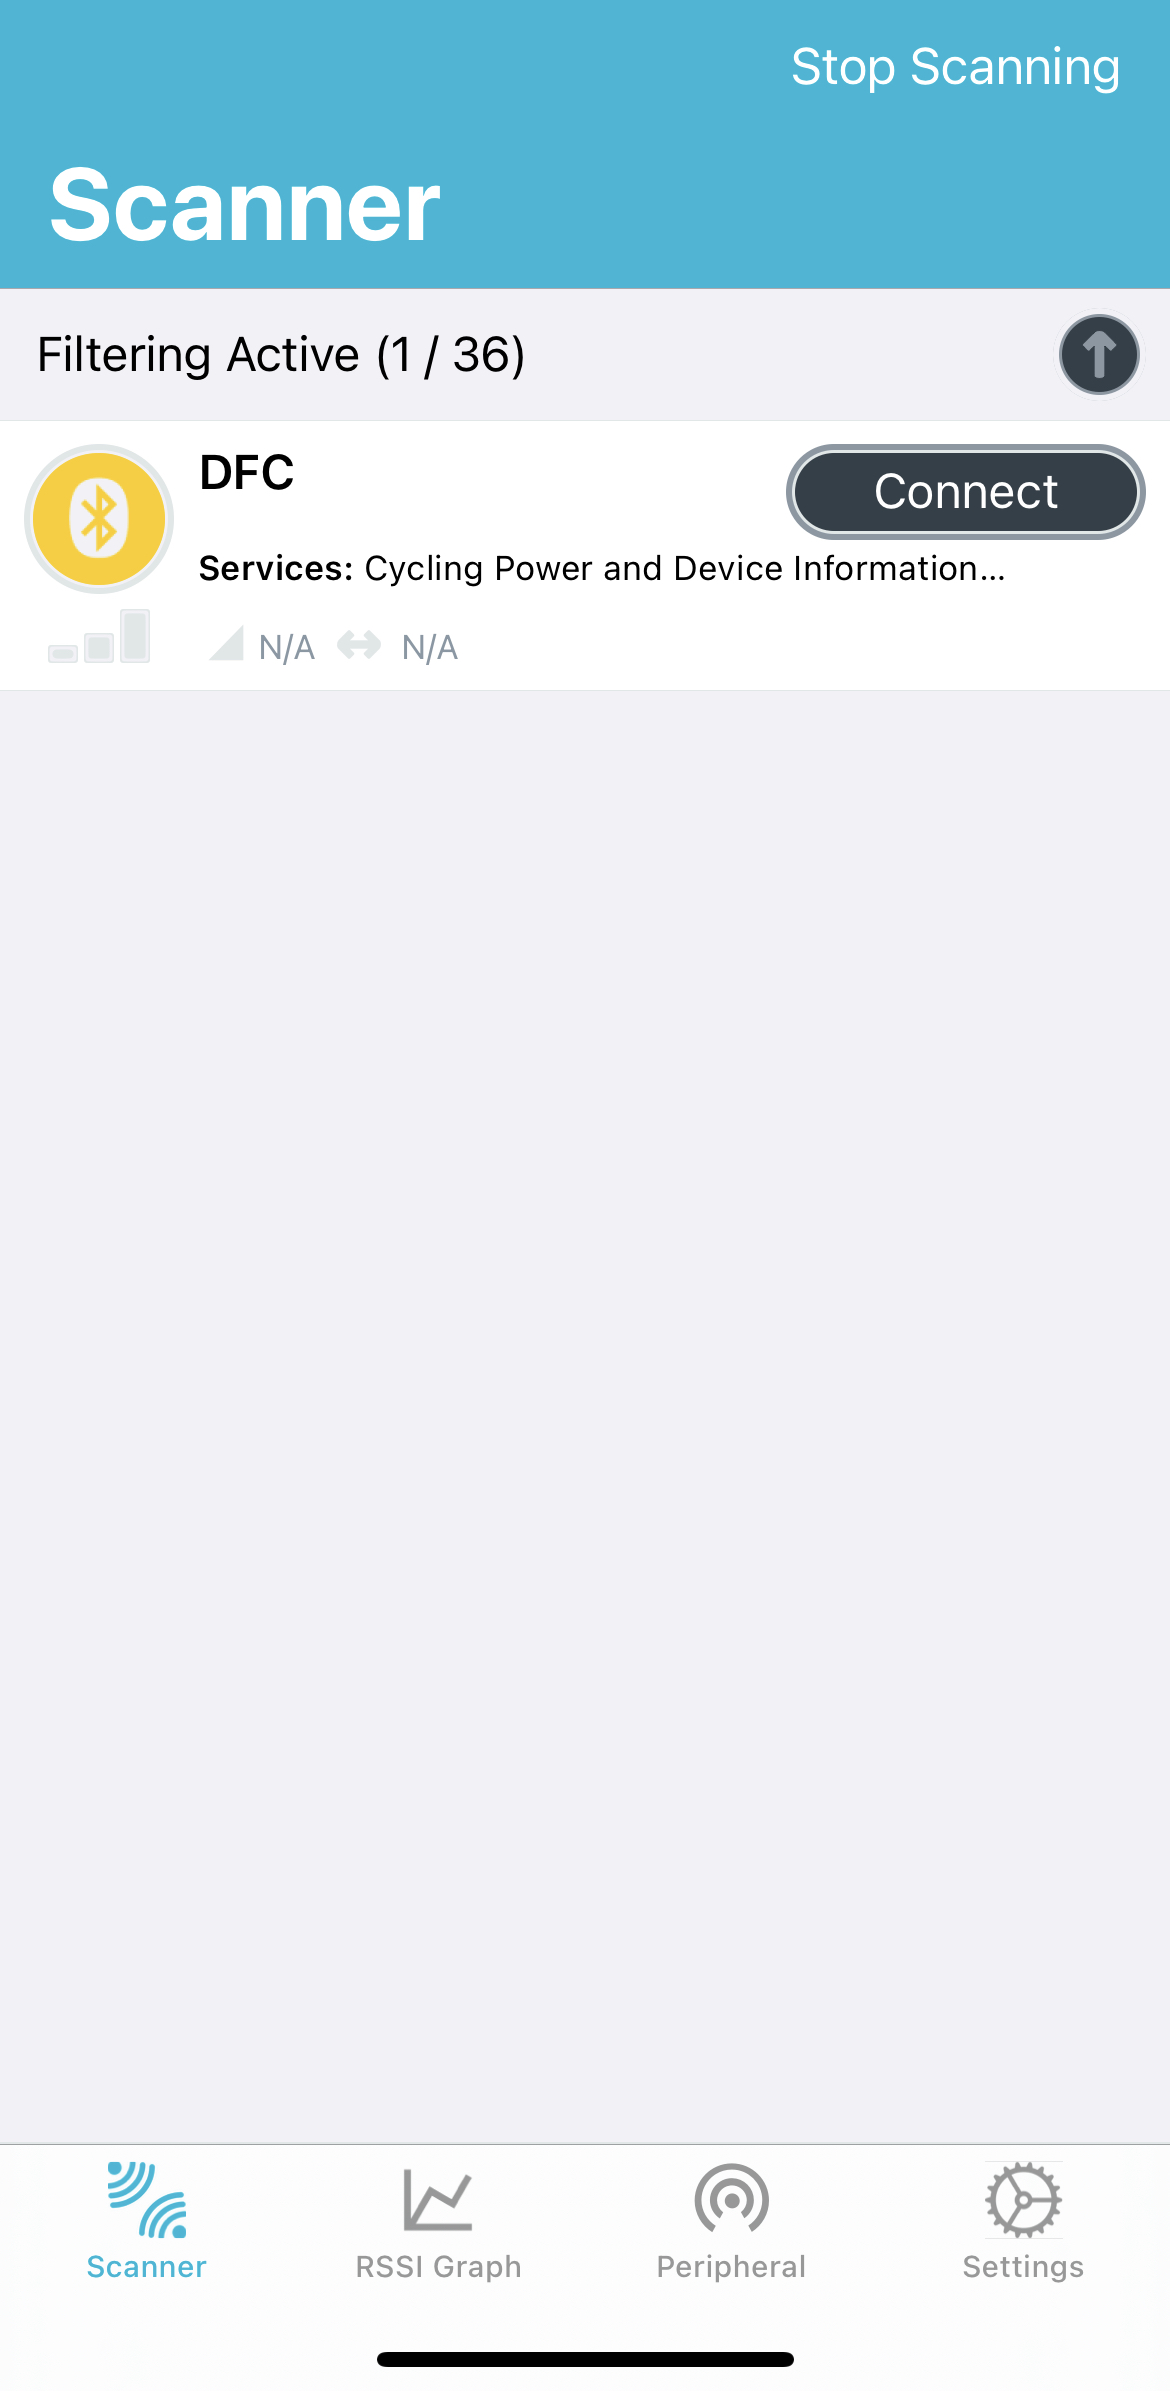 Stop Scanning
Scanner
Filtering Active (1 / 36)
DFC
Connect
Services: Cycling Power and Device Information...
N/A N/A
Scanner RSSI Graph Peripheral Settings